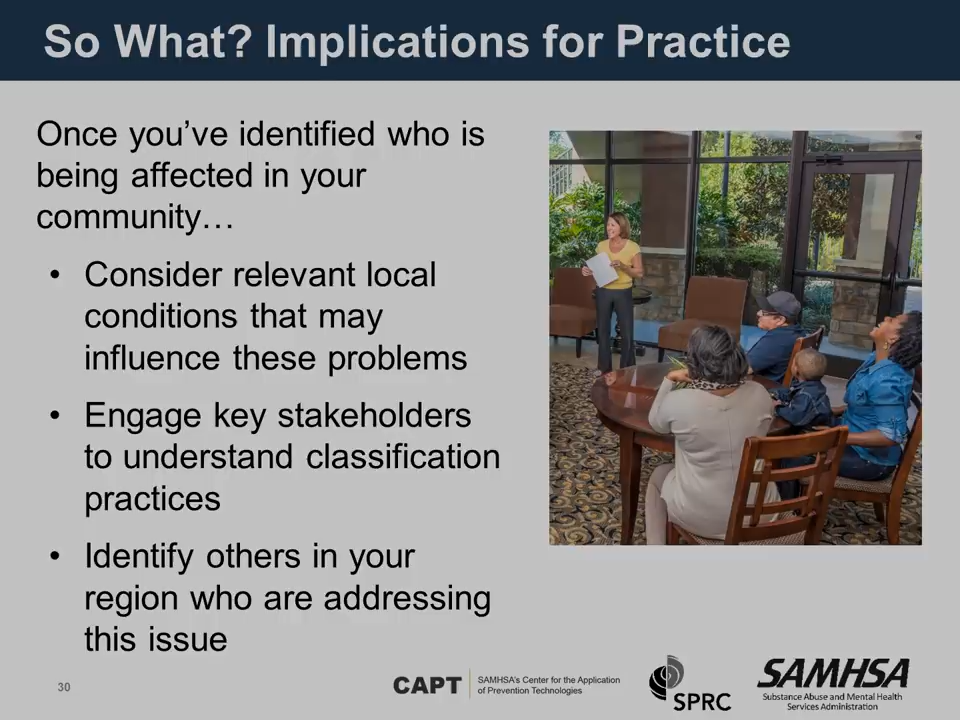 So What? Implications for Practice
Once you’ve identified who is
being affected in your
community…
• Consider relevant local
conditions that may
influence these problems
• Engage key stakeholders
to understand classification
practices
• Identify others in your
region who are addressing
this issue
30
CAPT
SAMHSA's Center for the Application
of Prevention Technologies
SPRC
SAMHSA
Substance Abuse and Mental Health
Services Administration